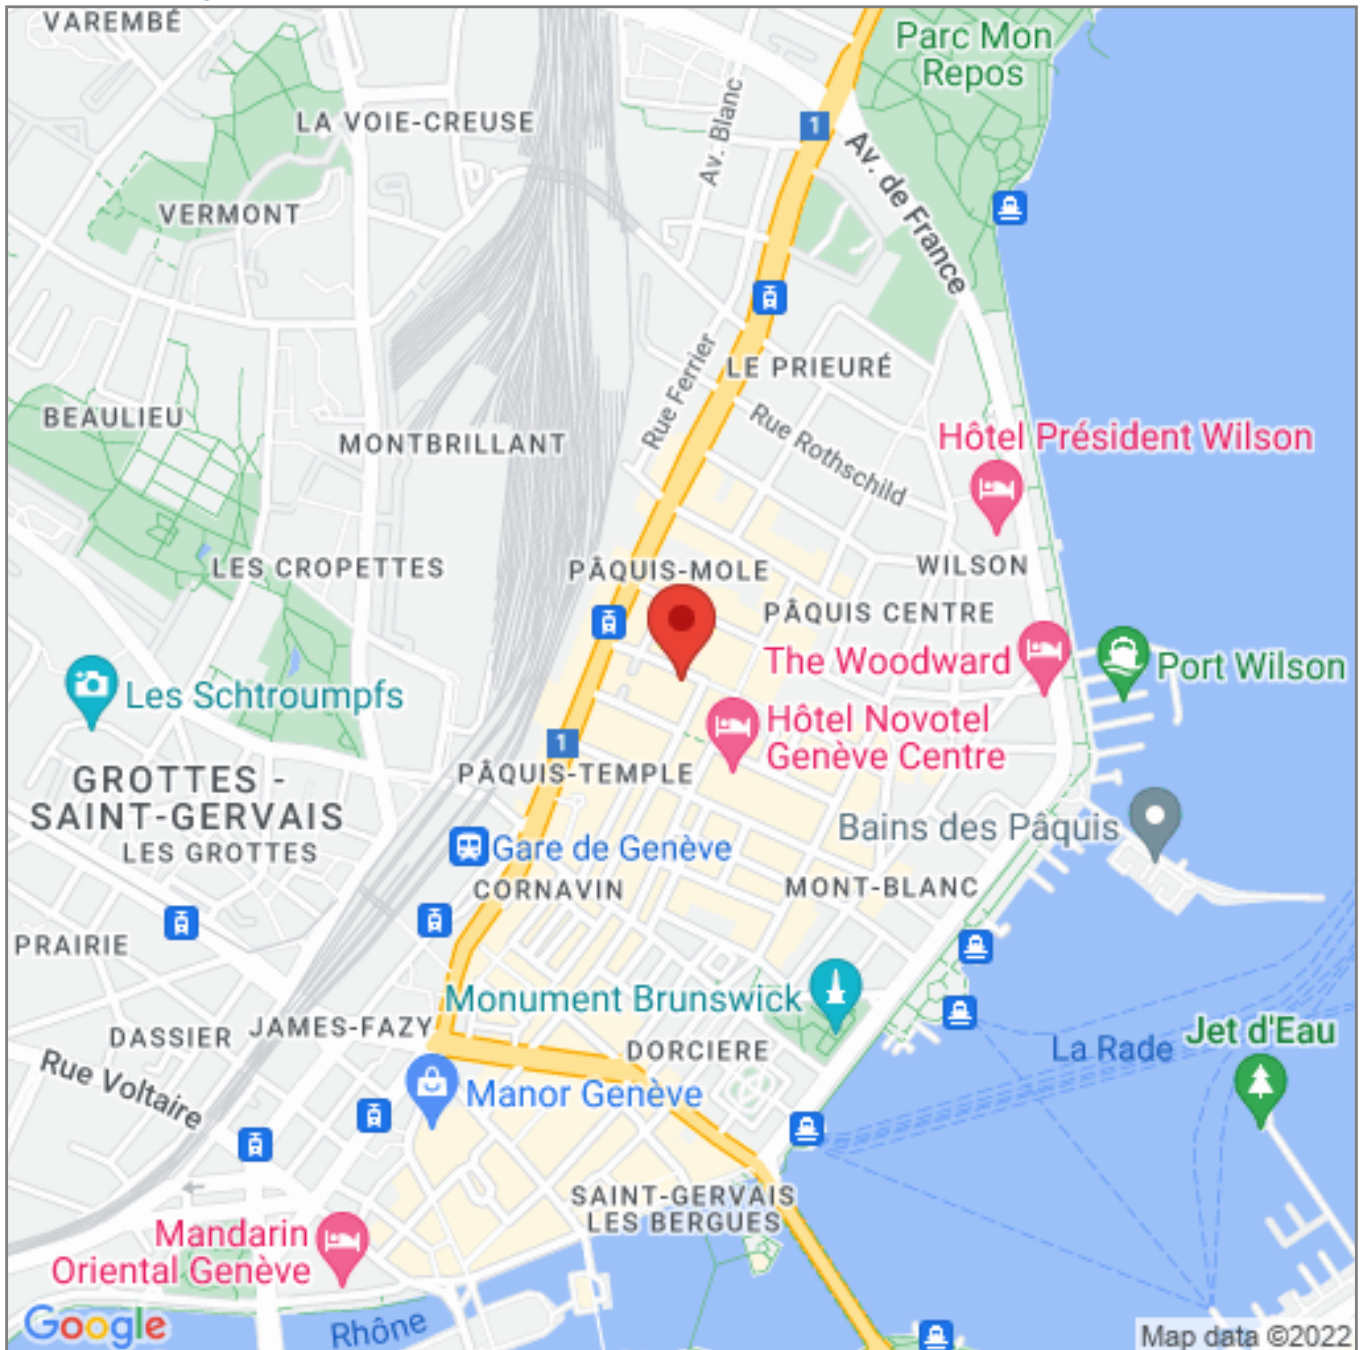 VAREMBÉ
Parc Mon
Repos
LA VOIE-CREUSE
1
Av. Blanc
Av. de France
VERMONT
Rue Ferrier
LE PRIEURÉ
BEAULIEU
MONTBRILLANT
Rue Rothschild
Hôtel Président Wilson
LES CROPETTES
PÂQUIS-MOLE
WILSON
PÂQUIS CENTRE
The Woodward
Port Wilson
Les Schtroumpfs
Hôtel Novotel
Genève Centre
1
PÂQUIS-TEMPLE
GROTTES -
SAINT-GERVAIS
LES GROTTES
Gare de Genève
Bains des Pâquis
CORNAVIN
MONT-BLANC
PRAIRIE
Monument Brunswick
DASSIER
JAMES-FAZY
DORCIERE
La Rade
Jet d'Eau
Rue Voltaire
Manor Genève
SAINT-GERVAIS
LES BERGUES
Mandarin
Oriental Genève
Rhône
Google
Map data ©2022